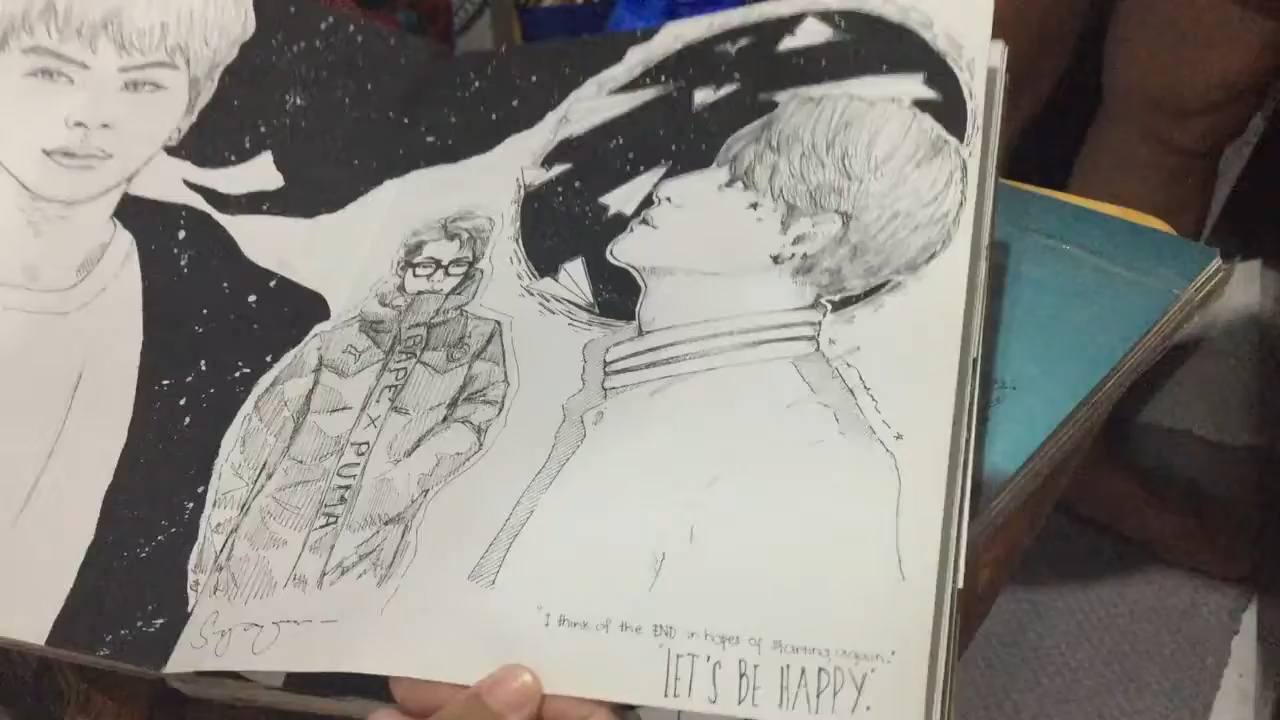 BAPE X PUMA
"I think of the END in hopes of starting again."
"LET'S BE HAPPY."